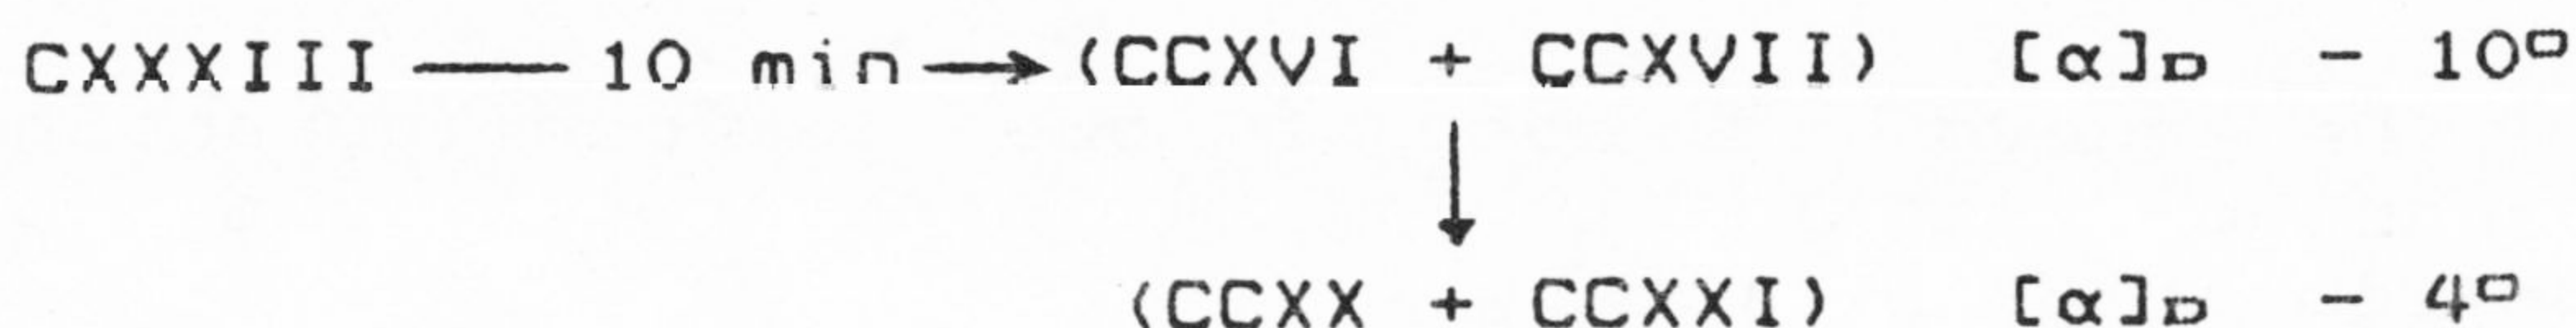 CXXXIII — 10 min → (CCXVI + CCXVII) [α]D - 10°
↓
(CCXX + CCXXI) [α]D - 4°